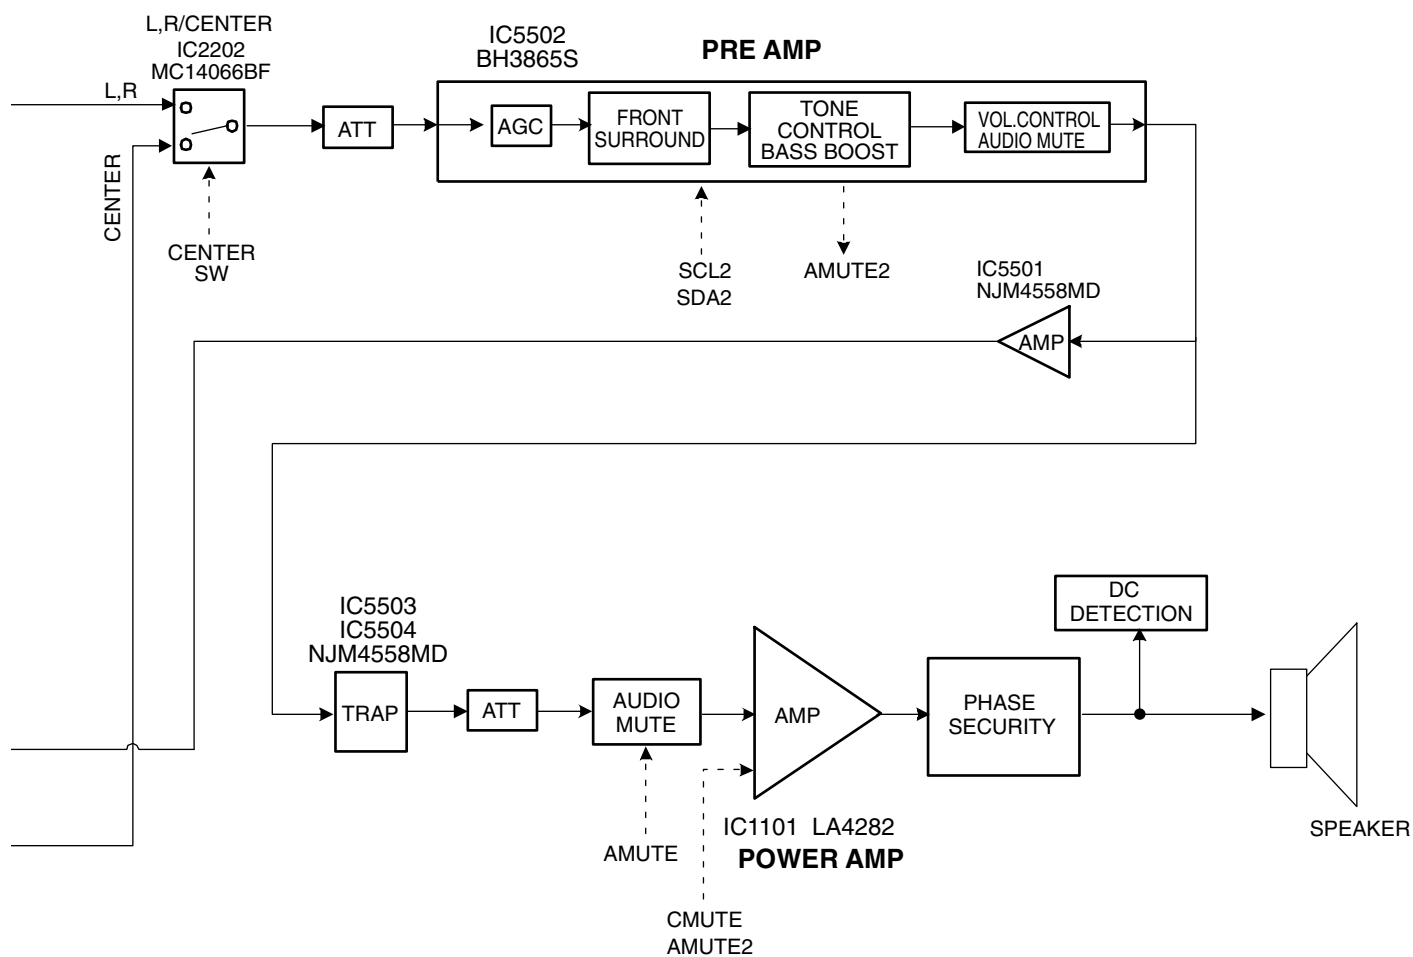 L,R/CENTER
IC2202
MC14066BF
L,R
CENTER
CENTER
SW
ATT
IC5502
BH3865S
PRE AMP
AGC
FRONT
SURROUND
TONE
CONTROL
BASS BOOST
VOL.CONTROL
AUDIO MUTE
SCL2
SDA2
AMUTE2
IC5501
NJM4558MD
AMP
IC5503
IC5504
NJM4558MD
TRAP
ATT
AUDIO
MUTE
AMUTE
AMP
IC1101 LA4282
POWER AMP
CMUTE
AMUTE2
PHASE
SECURITY
DC
DETECTION
SPEAKER